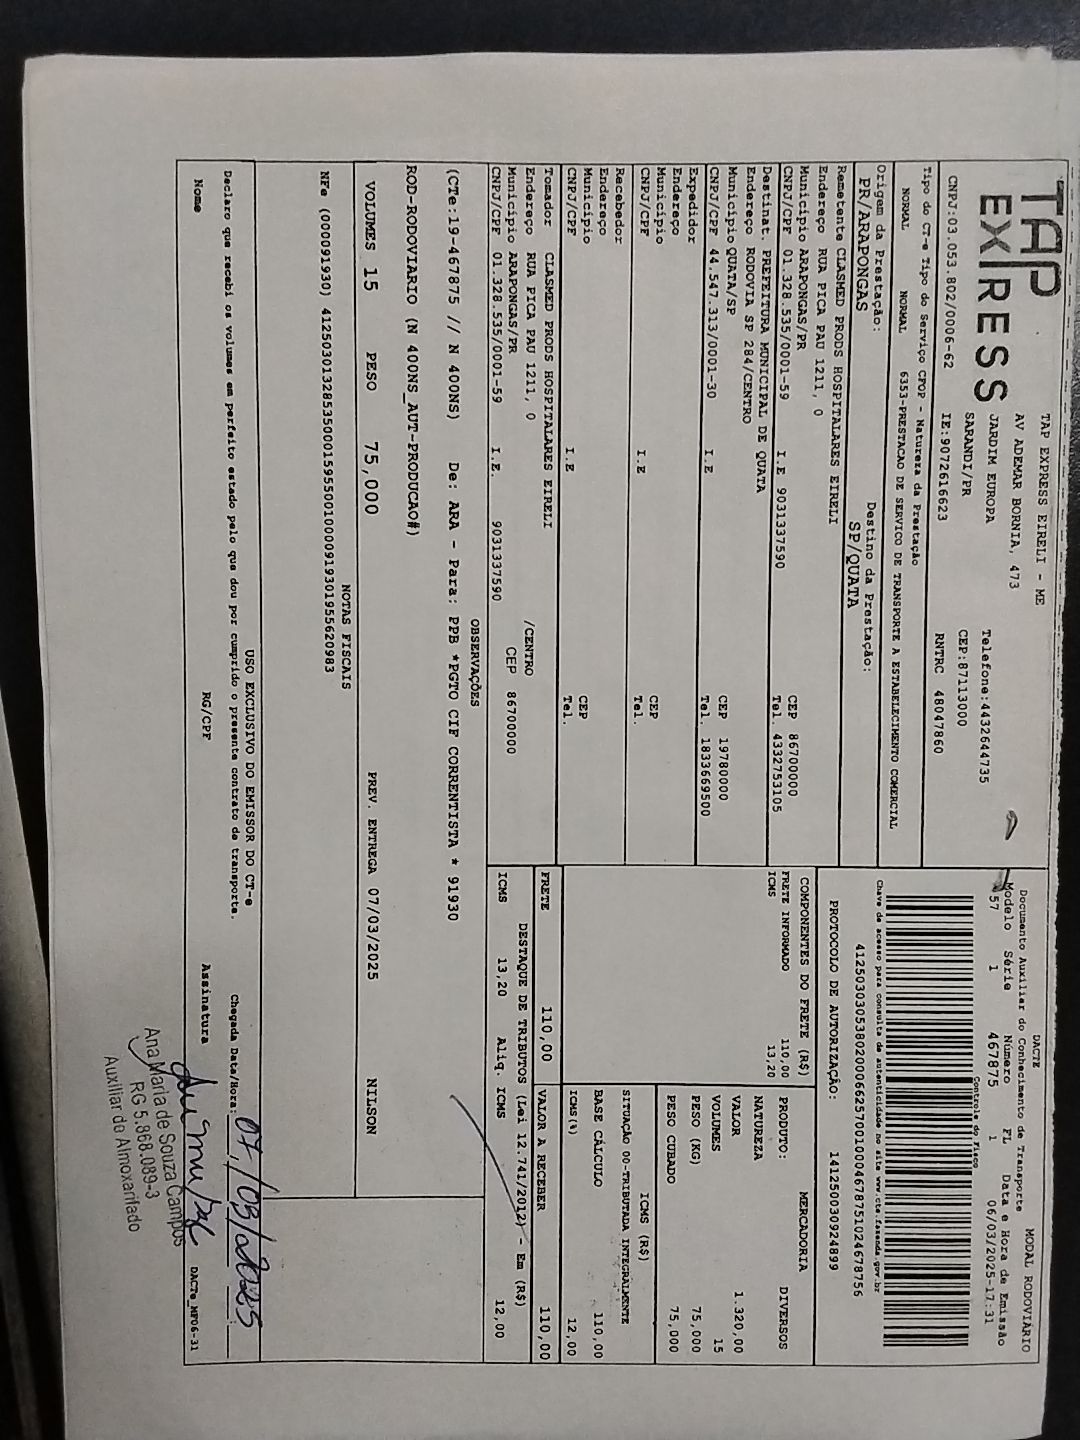 TAP
EXPRESS
TAP EXPRESS EIRELI - ME
AV ADEMAR BORNIA, 473
JARDIM EUROPA
SARANDI/PR
Telefone:4432644735
CEP:87113000
CNPJ:03.053.802/0006-62 IE:9072616623 RNTRC 48047860
DACTE
Documento Auxiliar do Conhecimento de Transporte
MODAL RODOVIÁRIO
Modelo Série Número FL Data e Hora de Emissão
57 1 467875 1 06/03/2025-17:31
Controle do Fisco
Chave de acesso para consulta de autenticidade no site www.cte.fazenda.gov.br
41250303053802000662570010004678751024678756
PROTOCOLO DE AUTORIZAÇÃO: 141250030924899
Tipo do CT-e Tipo do Serviço CFOP - Natureza da Prestação
NORMAL NORMAL 6353-PRESTACAO DE SERVICO DE TRANSPORTE A ESTABELECIMENTO COMERCIAL
Origem da Prestação: Destino da Prestação:
PR/ARAPONGAS SP/QUATA
Remetente CLASMED PRODS HOSPITALARES EIRELI
Endereço RUA PICA PAU 1211, 0
Município ARAPONGAS/PR CEP 86700000
CNPJ/CPF 01.328.535/0001-59 I.E 9031337590 Tel. 4332753105
Destinat. PREFEITURA MUNICIPAL DE QUATA
Endereço RODOVIA SP 284/CENTRO
Município QUATA/SP CEP 19780000
CNPJ/CPF 44.547.313/0001-30 I.E Tel. 1833669500
Expedidor
Endereço
Município CEP
CNPJ/CPF I.E Tel.
Recebedor
Endereço
Município CEP
CNPJ/CPF I.E Tel.
Tomador CLASMED PRODS HOSPITALARES EIRELI
Endereço RUA PICA PAU 1211, 0 /CENTRO
Município ARAPONGAS/PR CEP 86700000
CNPJ/CPF 01.328.535/0001-59 I.E. 9031337590
COMPONENTES DO FRETE (R$)
FRETE INFORMADO 110,00
ICMS 13,20
PRODUTO: MERCADORIA DIVERSOS
NATUREZA
VALOR 1.320,00
VOLUMES 15
PESO (KG) 75,000
PESO CUBADO 75,000
ICMS (R$)
SITUAÇÃO 00-TRIBUTADA INTEGRALMENTE
BASE CÁLCULO 110,00
ICMS(%) 12,00
FRETE 110,00 VALOR A RECEBER 110,00
DESTAQUE DE TRIBUTOS (Lei 12.741/2012) - Em (R$)
ICMS 13,20 Aliq. ICMS 12,00
OBSERVAÇÕES
(CTe:19-467875 // N 400NS) De: ARA - Para: PPB *PGTO CIF CORRENTISTA * 91930
ROD-RODOVIARIO (N 400NS_AUT-PRODUCAO#)
VOLUMES 15 PESO 75,000 PREV. ENTREGA 07/03/2025 NILSON
NOTAS FISCAIS
NFe (000091930) 41250301328535000159550010000919301955620983
USO EXCLUSIVO DO EMISSOR DO CT-e
Declaro que recebi os volumes em perfeito estado pelo que dou por cumprido o presente contrato de transporte. Chegada Data/Hora: 07/03/2025
Nome RG/CPF Assinatura DACTe_MF06-31
Ana Maria de Souza Campos
RG 5.868.089-3
Auxiliar do Almoxarifado